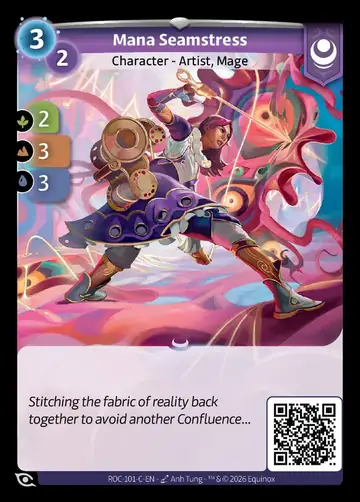 3
Mana Seamstress
2
Character - Artist, Mage
2
3
3
Stitching the fabric of reality back
together to avoid another Confluence...
ROC-101-C-EN - Anh Tung - ™ & © 2026 Equinox